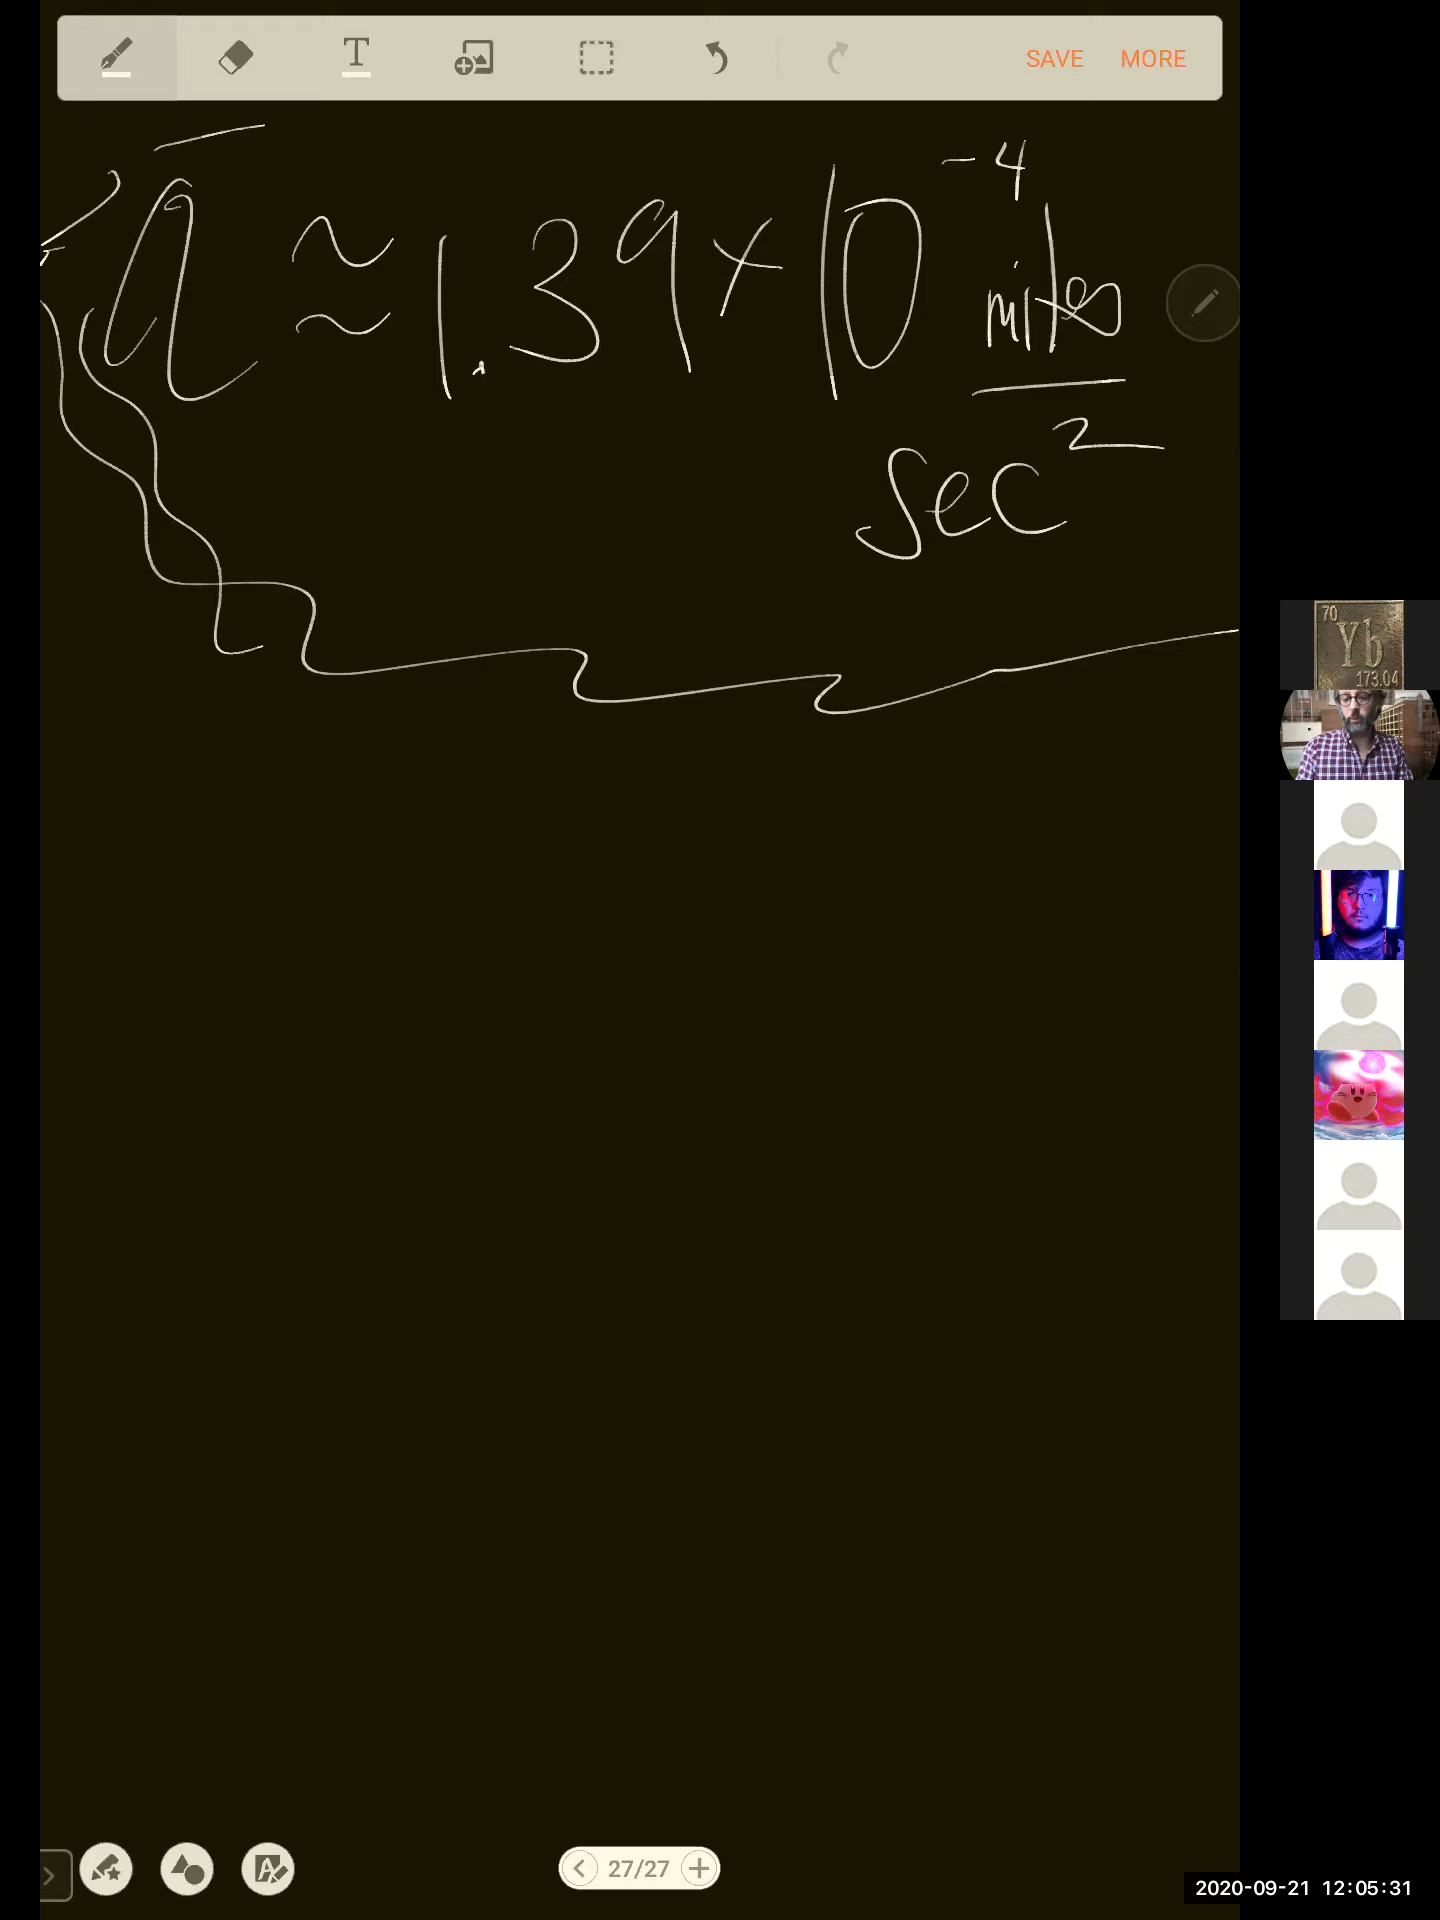 T
SAVE MORE
a ≈ 1.39 × 10⁻⁴ miles
sec²
70
Yb
173.04
A
27/27
2020-09-21 12:05:31